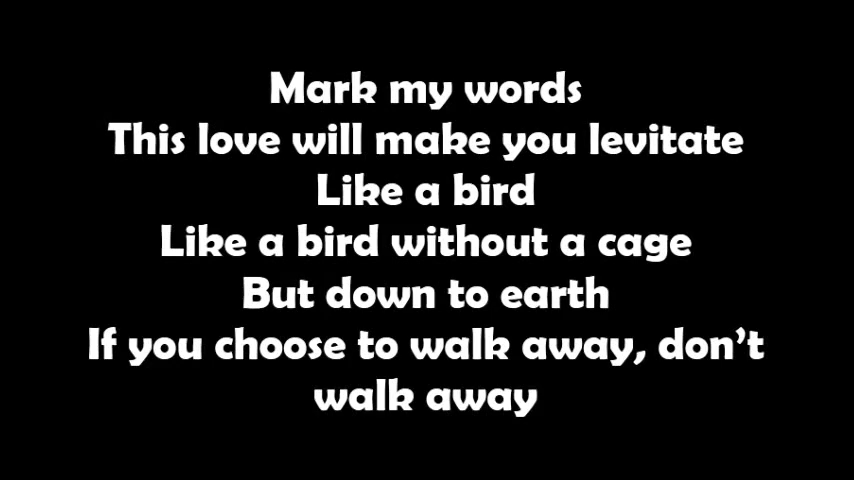 Mark my words
This love will make you levitate
Like a bird
Like a bird without a cage
But down to earth
If you choose to walk away, don’t
walk away